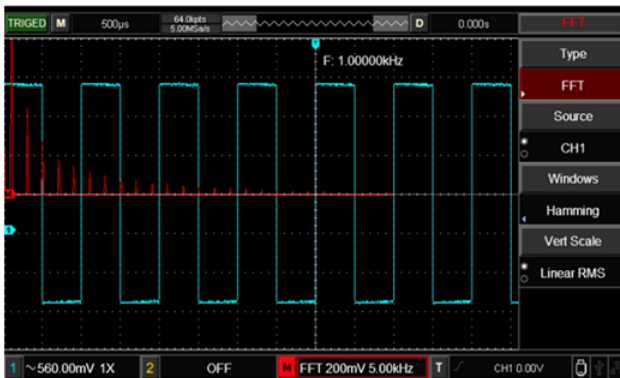 TRIGED M 500μs 64.0kpts D 0.000s FFT
5.00MSa/s
T
F: 1.00000kHz
Type
FFT
Source
CH1
Windows
M
Hamming
1
Vert Scale
Linear RMS
1 ~560.00mV 1X 2 OFF M FFT 200mV 5.00kHz T CH1 0.00V